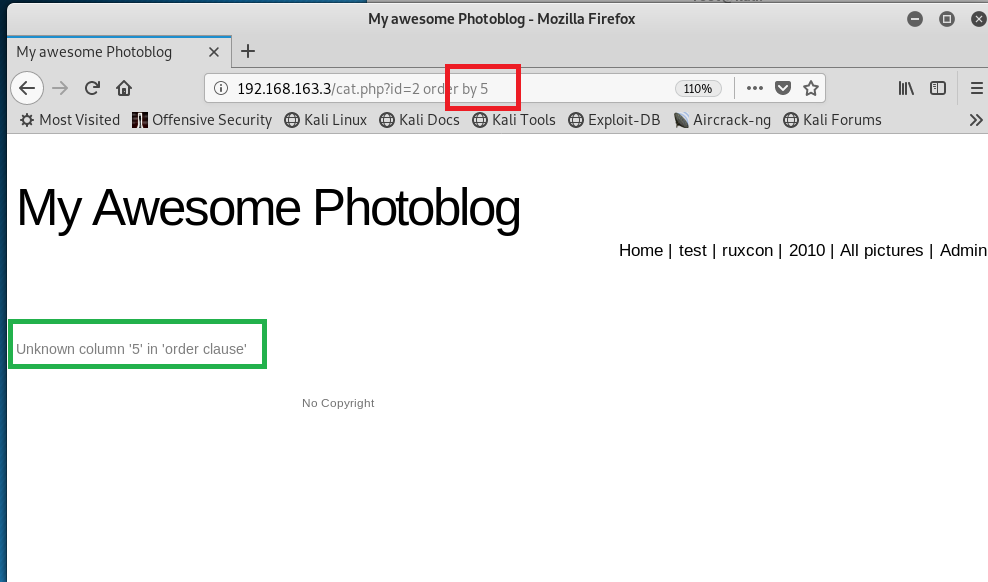 My awesome Photoblog - Mozilla Firefox
My awesome Photoblog
192.168.163.3/cat.php?id=2 order by 5 110%
Most Visited Offensive Security Kali Linux Kali Docs Kali Tools Exploit-DB Aircrack-ng Kali Forums
My Awesome Photoblog
Home | test | ruxcon | 2010 | All pictures | Admin
Unknown column '5' in 'order clause'
No Copyright